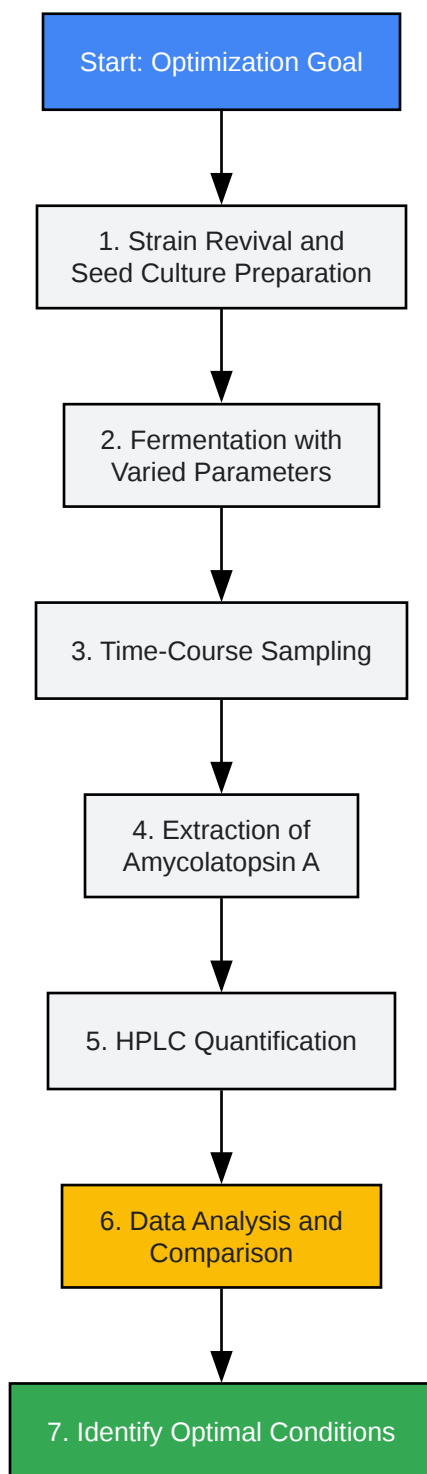 Start: Optimization Goal
1. Strain Revival and
Seed Culture Preparation
2. Fermentation with
Varied Parameters
3. Time-Course Sampling
4. Extraction of
Amycolatopsin A
5. HPLC Quantification
6. Data Analysis and
Comparison
7. Identify Optimal Conditions